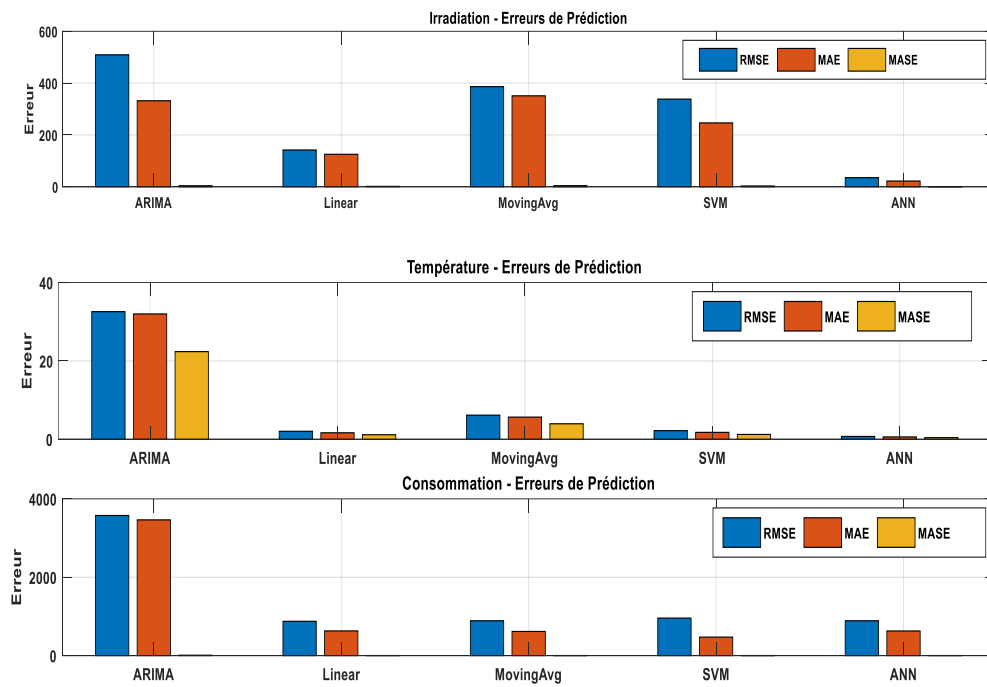 Irradiation - Erreurs de Prédiction
600
400
200
0
Erreur
RMSE MAE MASE
ARIMA Linear MovingAvg SVM ANN
Température - Erreurs de Prédiction
40
20
0
Erreur
RMSE MAE MASE
ARIMA Linear MovingAvg SVM ANN
Consommation - Erreurs de Prédiction
4000
2000
0
Erreur
RMSE MAE MASE
ARIMA Linear MovingAvg SVM ANN